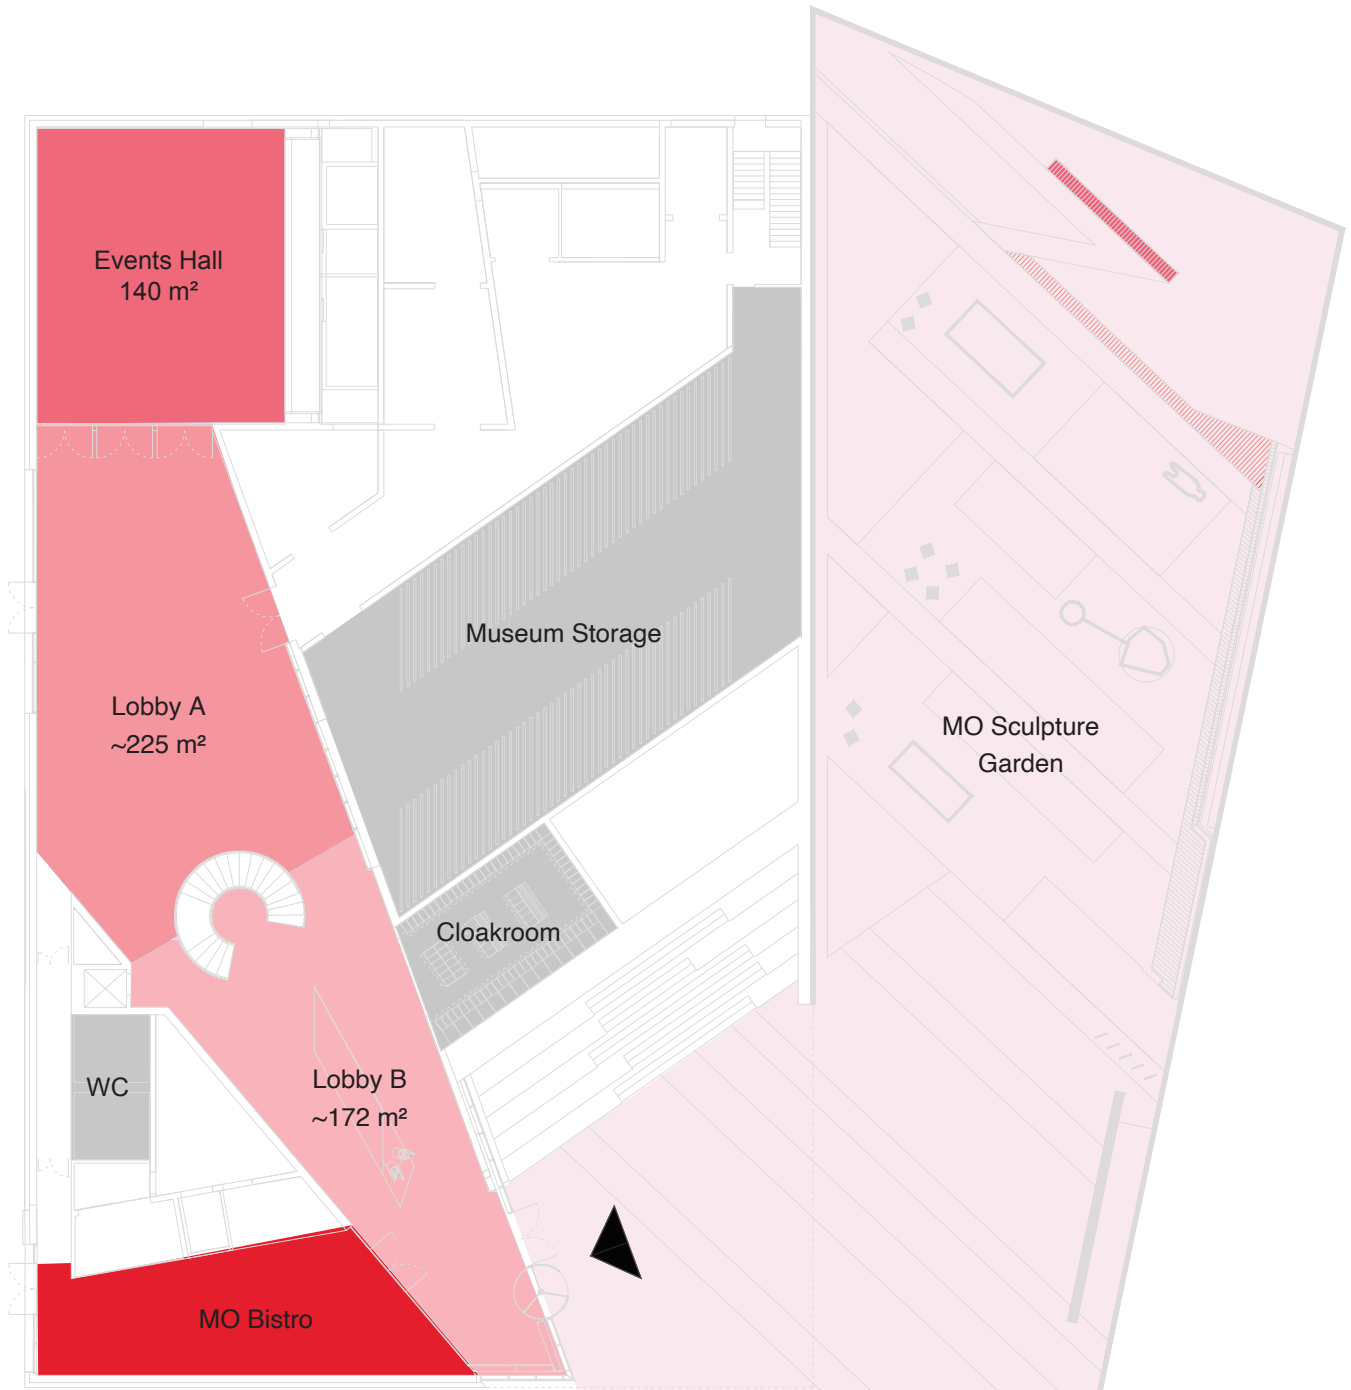 Events Hall
140 m²
Museum Storage
Lobby A
~225 m²
MO Sculpture
Garden
Cloakroom
Lobby B
~172 m²
WC
MO Bistro